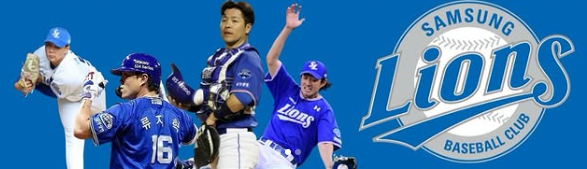 류지혁
16
Lions
SAMSUNG
Lions
BASEBALL CLUB